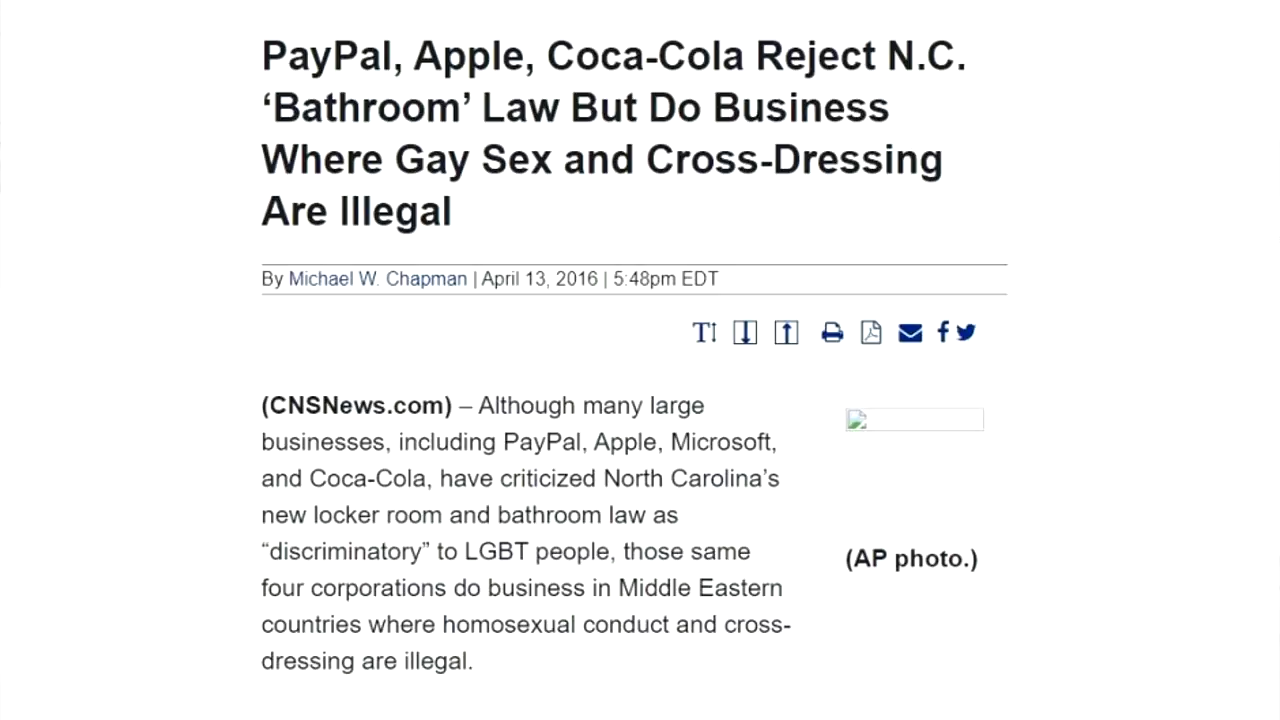 PayPal, Apple, Coca-Cola Reject N.C.
‘Bathroom’ Law But Do Business
Where Gay Sex and Cross-Dressing
Are Illegal
By Michael W. Chapman | April 13, 2016 | 5:48pm EDT
(CNSNews.com) – Although many large
businesses, including PayPal, Apple, Microsoft,
and Coca-Cola, have criticized North Carolina’s
new locker room and bathroom law as
“discriminatory” to LGBT people, those same
four corporations do business in Middle Eastern
countries where homosexual conduct and cross-
dressing are illegal.
(AP photo.)